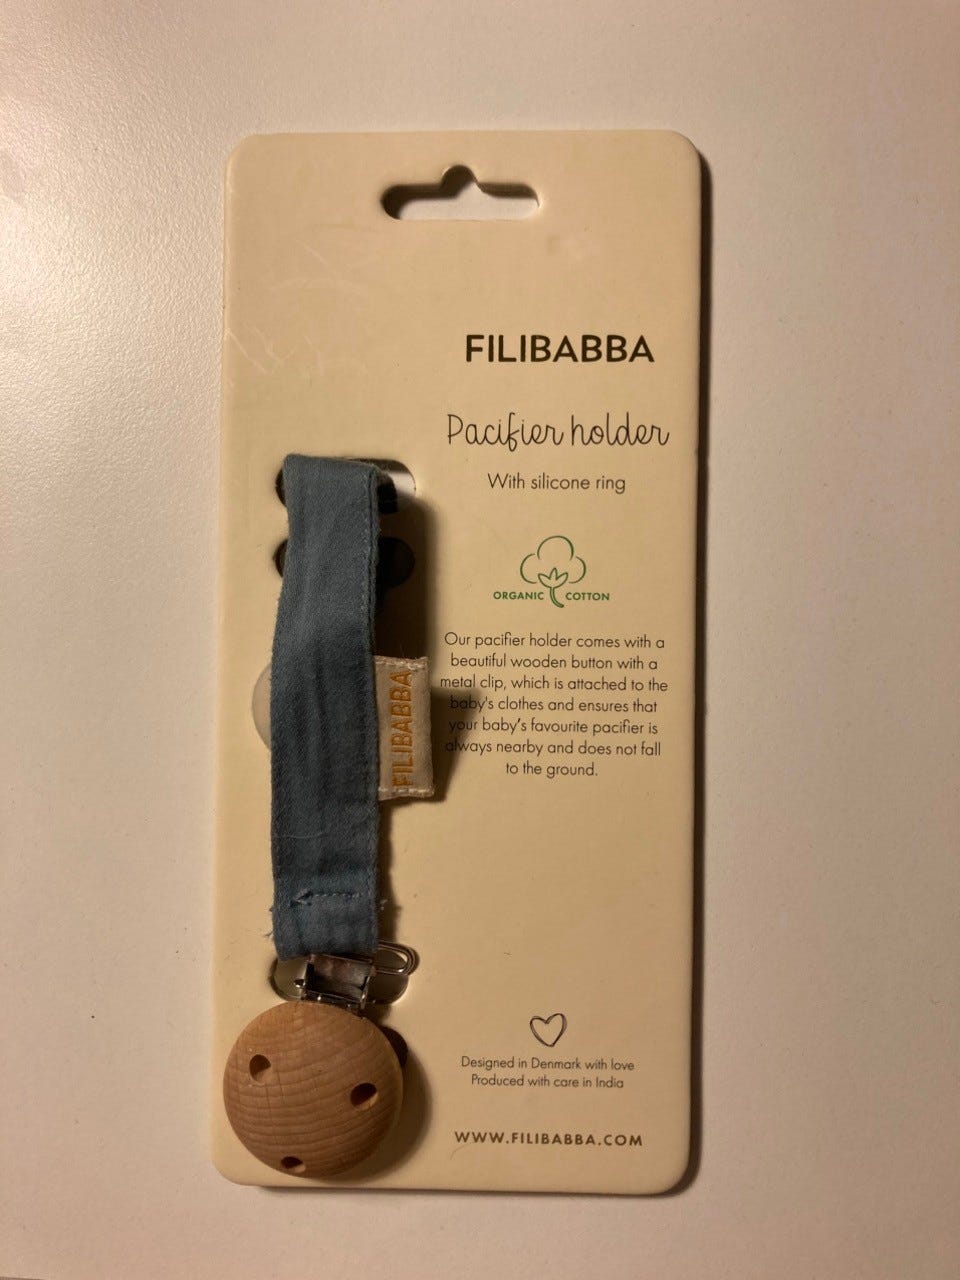 FILIBABBA
Pacifier holder
With silicone ring
ORGANIC COTTON
Our pacifier holder comes with a
beautiful wooden button with a
metal clip, which is attached to the
baby's clothes and ensures that
your baby's favourite pacifier is
always nearby and does not fall
to the ground.
FILIBABBA
Designed in Denmark with love
Produced with care in India
WWW.FILIBABBA.COM